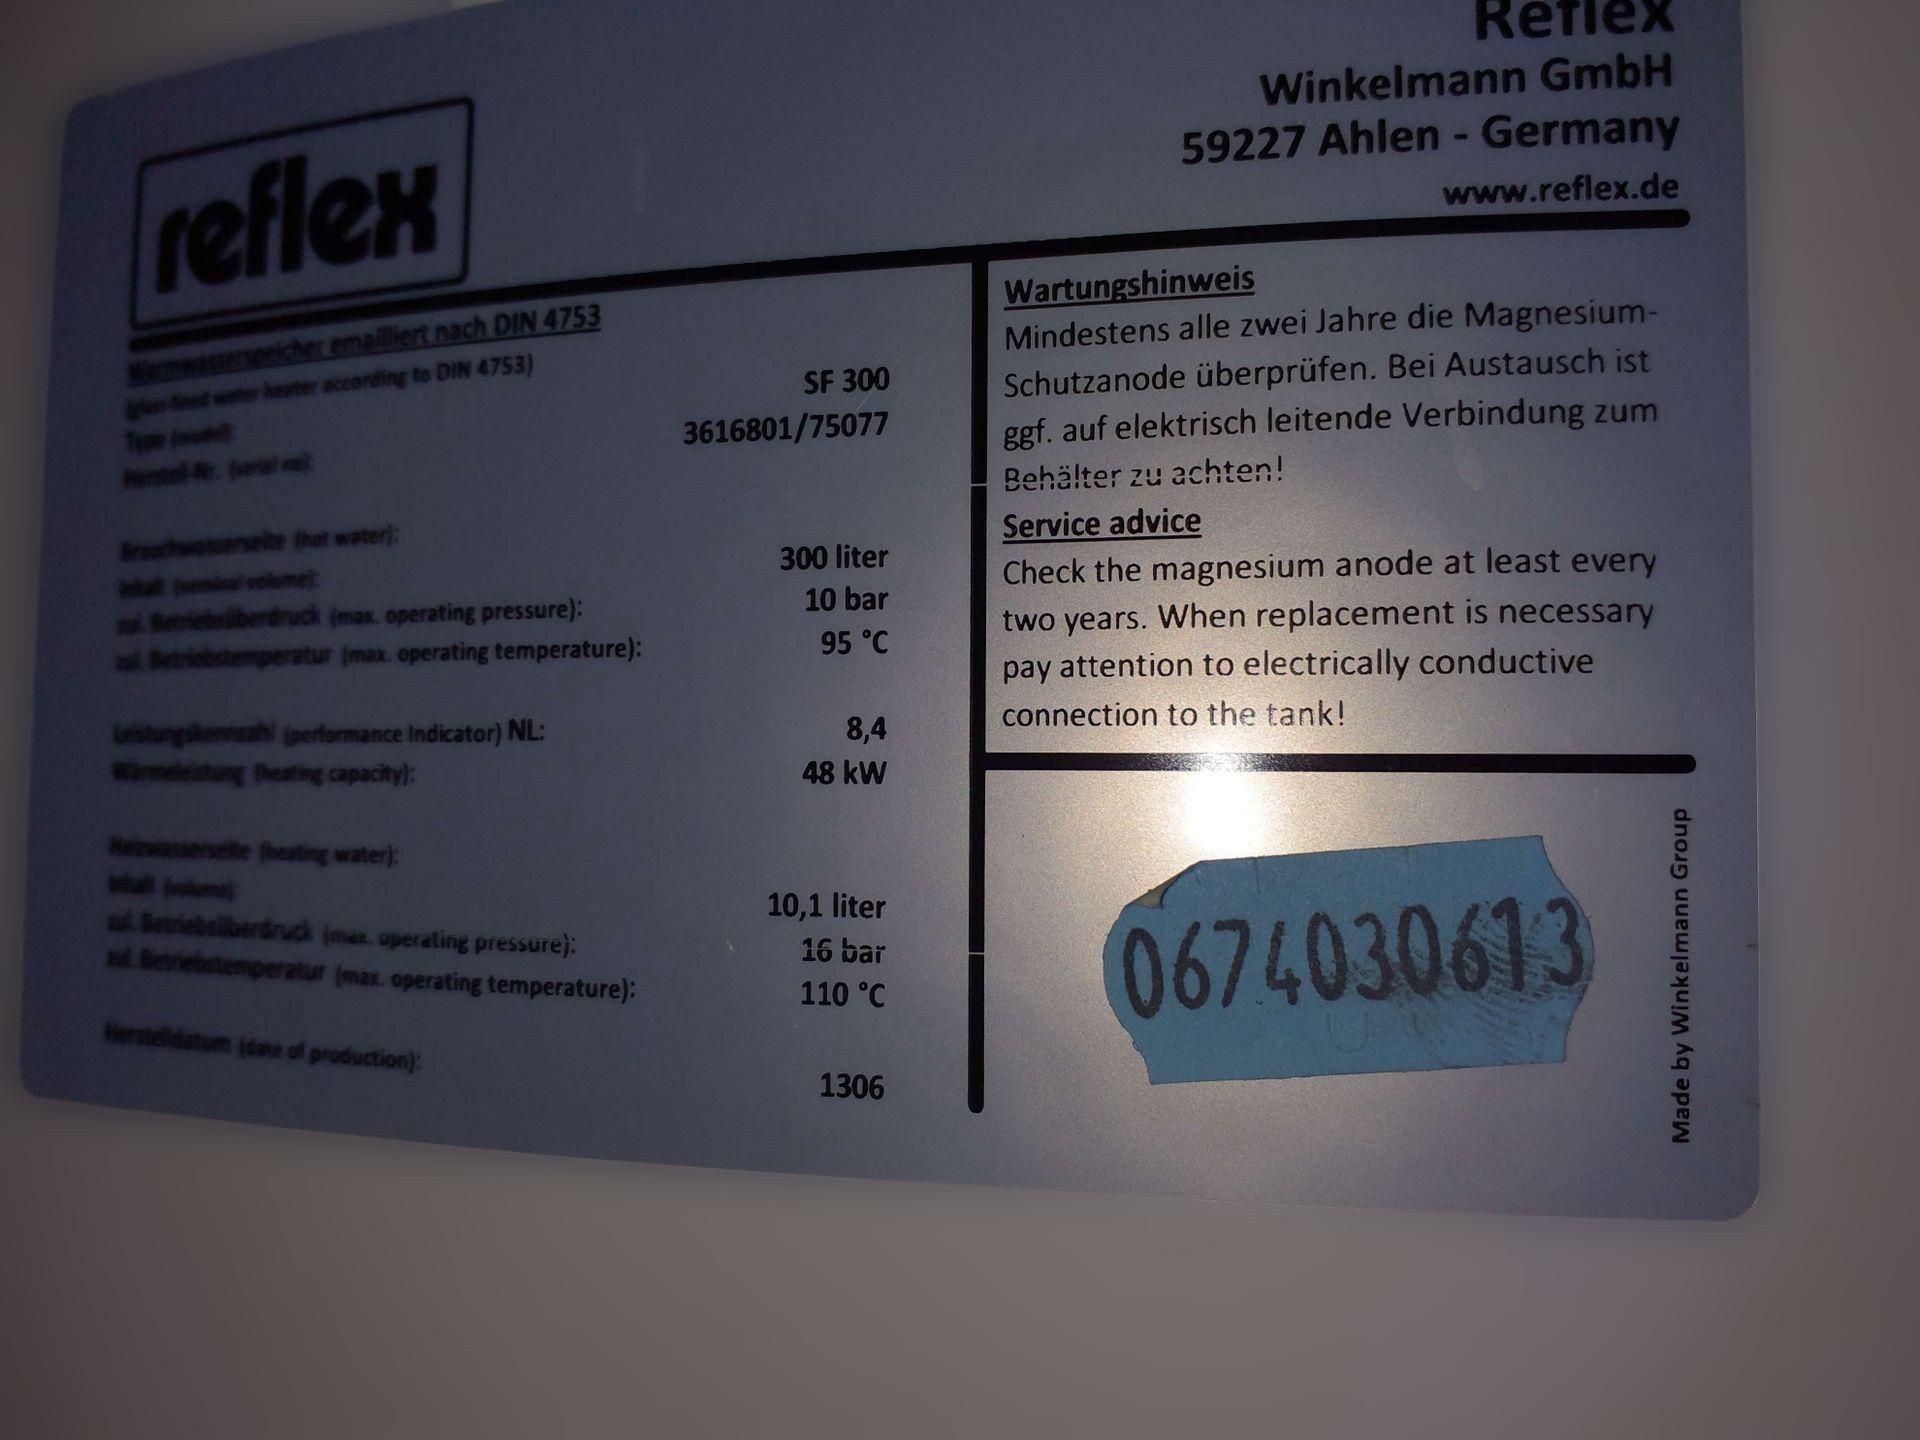 reflex
Reflex
Winkelmann GmbH
59227 Ahlen - Germany
www.reflex.de
Warmwasserspeicher emailliert nach DIN 4753
(glass-lined water heater according to DIN 4753)
Type (model): SF 300
Herstell-Nr. (serial no): 3616801/75077
Brauchwasserseite (hot water):
Inhalt (nominal volume): 300 liter
zul. Betriebsüberdruck (max. operating pressure): 10 bar
zul. Betriebstemperatur (max. operating temperature): 95 °C
Leistungskennzahl (performance Indicator) NL: 8,4
Wärmeleistung (heating capacity): 48 kW
Heizwasserseite (heating water):
Inhalt (volume): 10,1 liter
zul. Betriebsüberdruck (max. operating pressure): 16 bar
zul. Betriebstemperatur (max. operating temperature): 110 °C
Herstelldatum (date of production): 1306
Wartungshinweis
Mindestens alle zwei Jahre die Magnesium-
Schutzanode überprüfen. Bei Austausch ist
ggf. auf elektrisch leitende Verbindung zum
Behälter zu achten!
Service advice
Check the magnesium anode at least every
two years. When replacement is necessary
pay attention to electrically conductive
connection to the tank!
0674030613
Made by Winkelmann Group